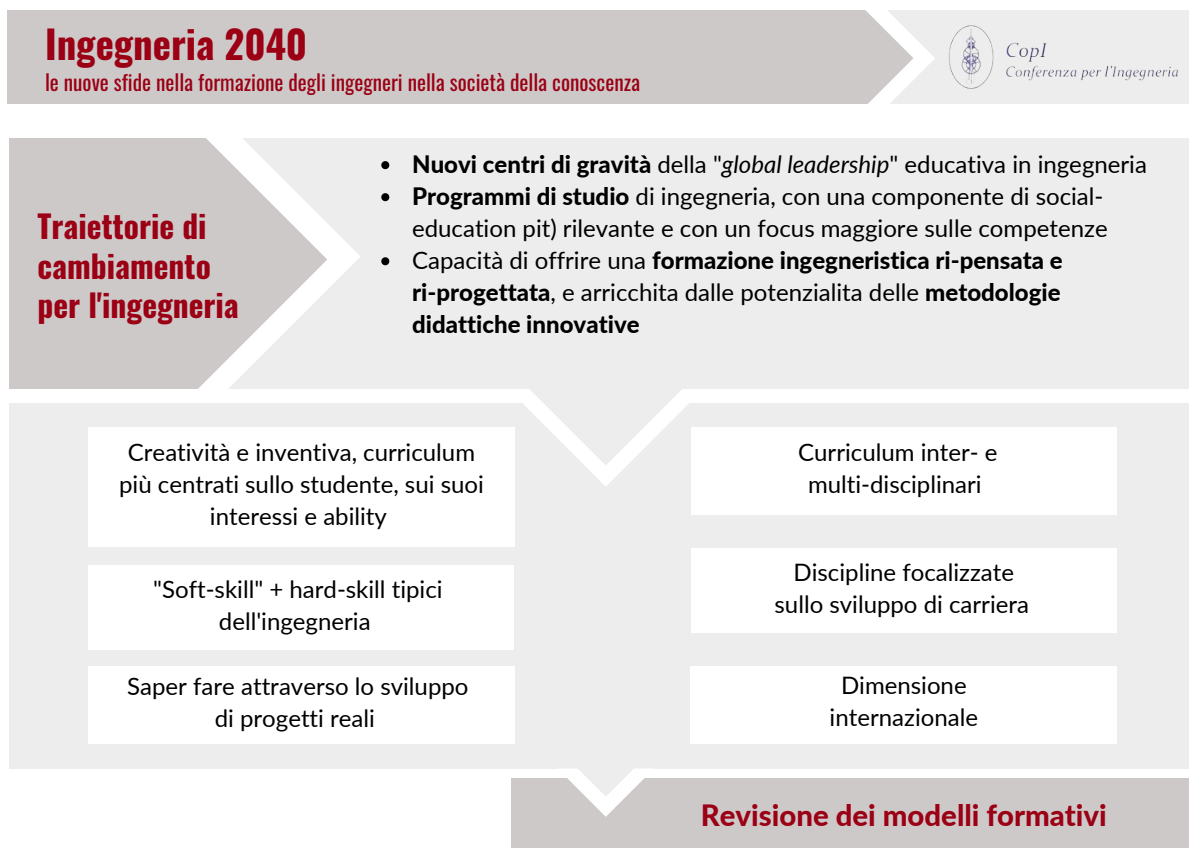 Ingegneria 2040
le nuove sfide nella formazione degli ingegneri nella società della conoscenza
CopI
Conferenza per l'Ingegneria
Traiettorie di
cambiamento
per l'ingegneria
• Nuovi centri di gravità della "global leadership" educativa in ingegneria
• Programmi di studio di ingegneria, con una componente di social-
education pit) rilevante e con un focus maggiore sulle competenze
• Capacità di offrire una formazione ingegneristica ri-pensata e
ri-progettata, e arricchita dalle potenzialita delle metodologie
didattiche innovative
Creatività e inventiva, curriculum
più centrati sullo studente, sui suoi
interessi e ability
"Soft-skill" + hard-skill tipici
dell'ingegneria
Saper fare attraverso lo sviluppo
di progetti reali
Curriculum inter- e
multi-disciplinari
Discipline focalizzate
sullo sviluppo di carriera
Dimensione
internazionale
Revisione dei modelli formativi